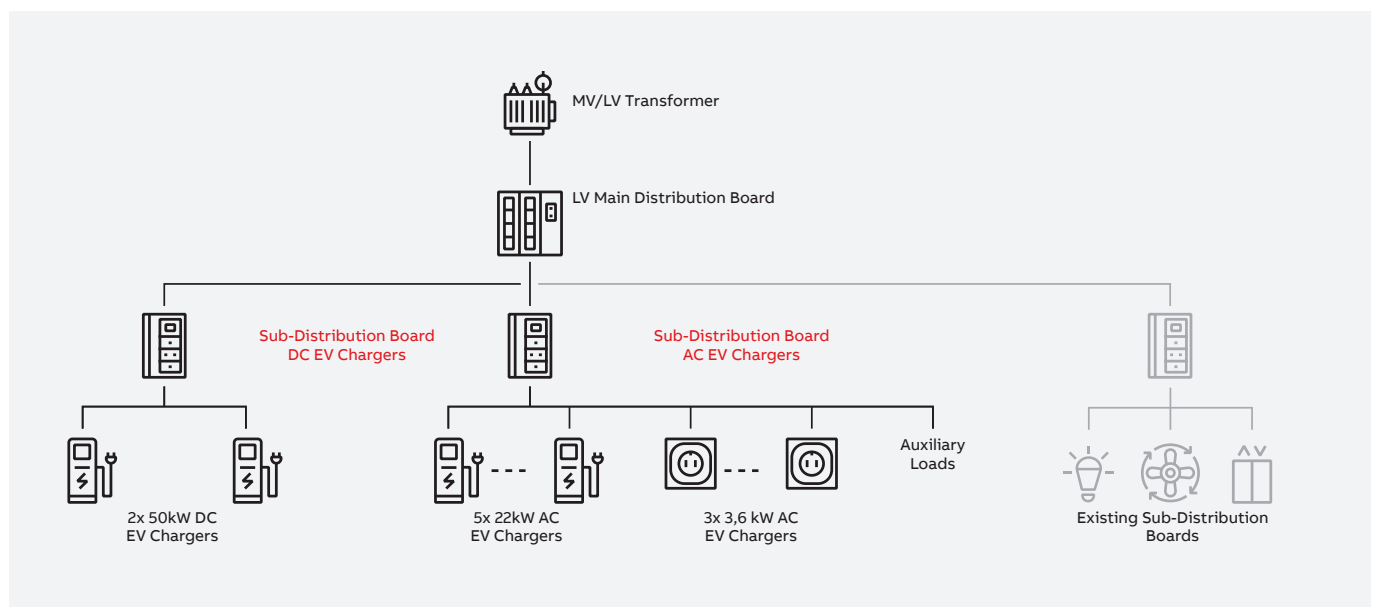 MV/LV Transformer
LV Main Distribution Board
Sub-Distribution Board
DC EV Chargers
Sub-Distribution Board
AC EV Chargers
Auxiliary
Loads
2x 50kW DC
EV Chargers
5x 22kW AC
EV Chargers
3x 3,6 kW AC
EV Chargers
Existing Sub-Distribution
Boards